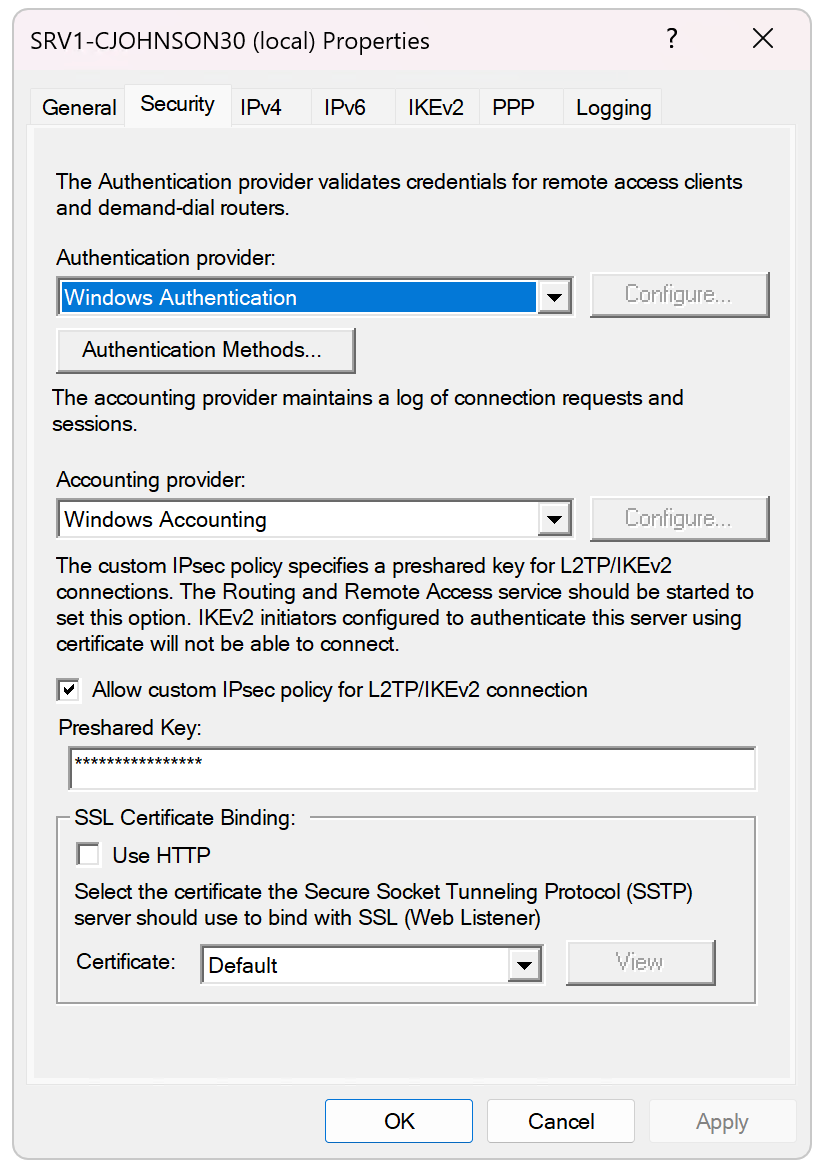 SRV1-CJOHNSON30 (local) Properties
?
General Security IPv4 IPv6 IKEv2 PPP Logging
The Authentication provider validates credentials for remote access clients
and demand-dial routers.
Authentication provider:
Windows Authentication Configure...
Authentication Methods...
The accounting provider maintains a log of connection requests and
sessions.
Accounting provider:
Windows Accounting Configure...
The custom IPsec policy specifies a preshared key for L2TP/IKEv2
connections. The Routing and Remote Access service should be started to
set this option. IKEv2 initiators configured to authenticate this server using
certificate will not be able to connect.
Allow custom IPsec policy for L2TP/IKEv2 connection
Preshared Key:
****************
SSL Certificate Binding:
Use HTTP
Select the certificate the Secure Socket Tunneling Protocol (SSTP)
server should use to bind with SSL (Web Listener)
Certificate: Default View
OK Cancel Apply